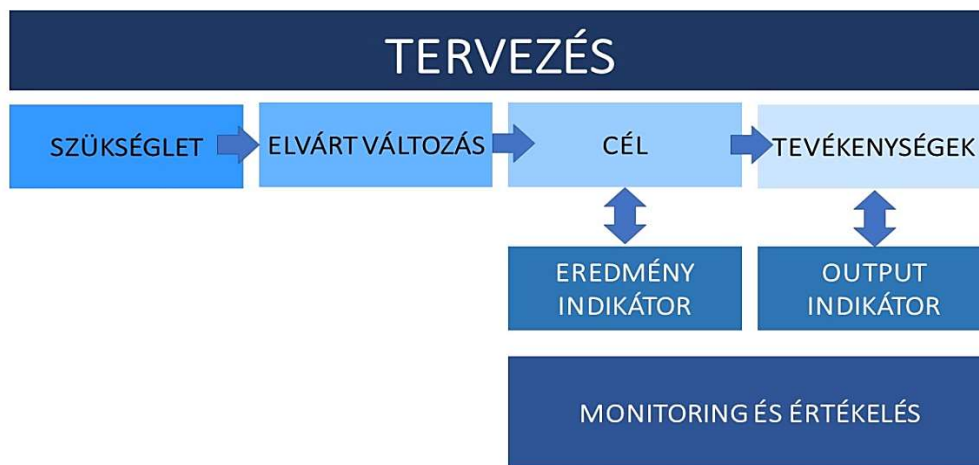 TERVEZÉS
SZÜKSÉGLET
ELVÁRT VÁLTOZÁS
CÉL
TEVÉKENYSÉGEK
EREDMÉNY
INDIKÁTOR
OUTPUT
INDIKÁTOR
MONITORING ÉS ÉRTÉKELÉS